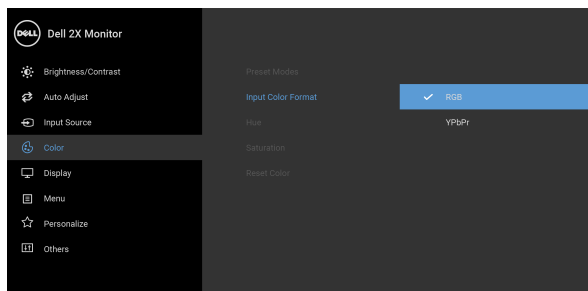 DELL Dell 2X Monitor
Brightness/Contrast
Auto Adjust
Input Source
Color
Display
Menu
Personalize
Others
Preset Modes
Input Color Format
Hue
Saturation
Reset Color
RGB
YPbPr